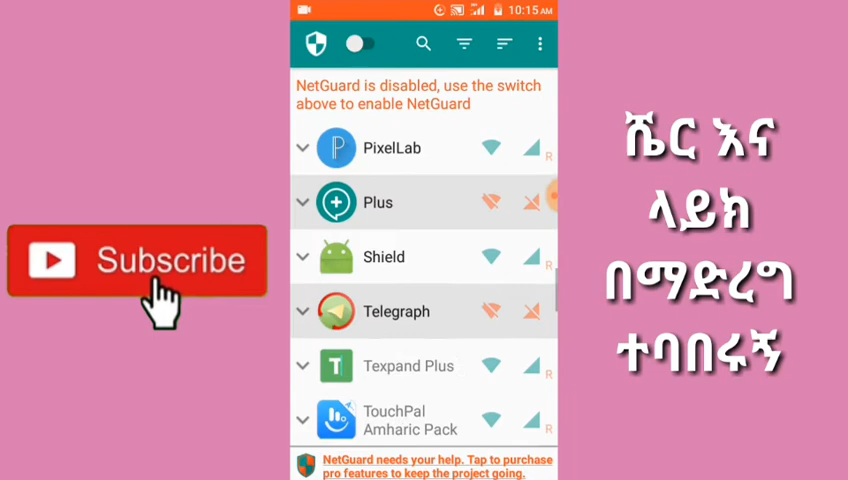 10:15 AM
NetGuard is disabled, use the switch
above to enable NetGuard
PixelLab
R
Plus
Shield
R
Telegraph
Texpand Plus
R
TouchPal
Amharic Pack
R
NetGuard needs your help. Tap to purchase
pro features to keep the project going.
Subscribe
ሼር እና
ላይክ
በማድረግ
ተባበሩኝ